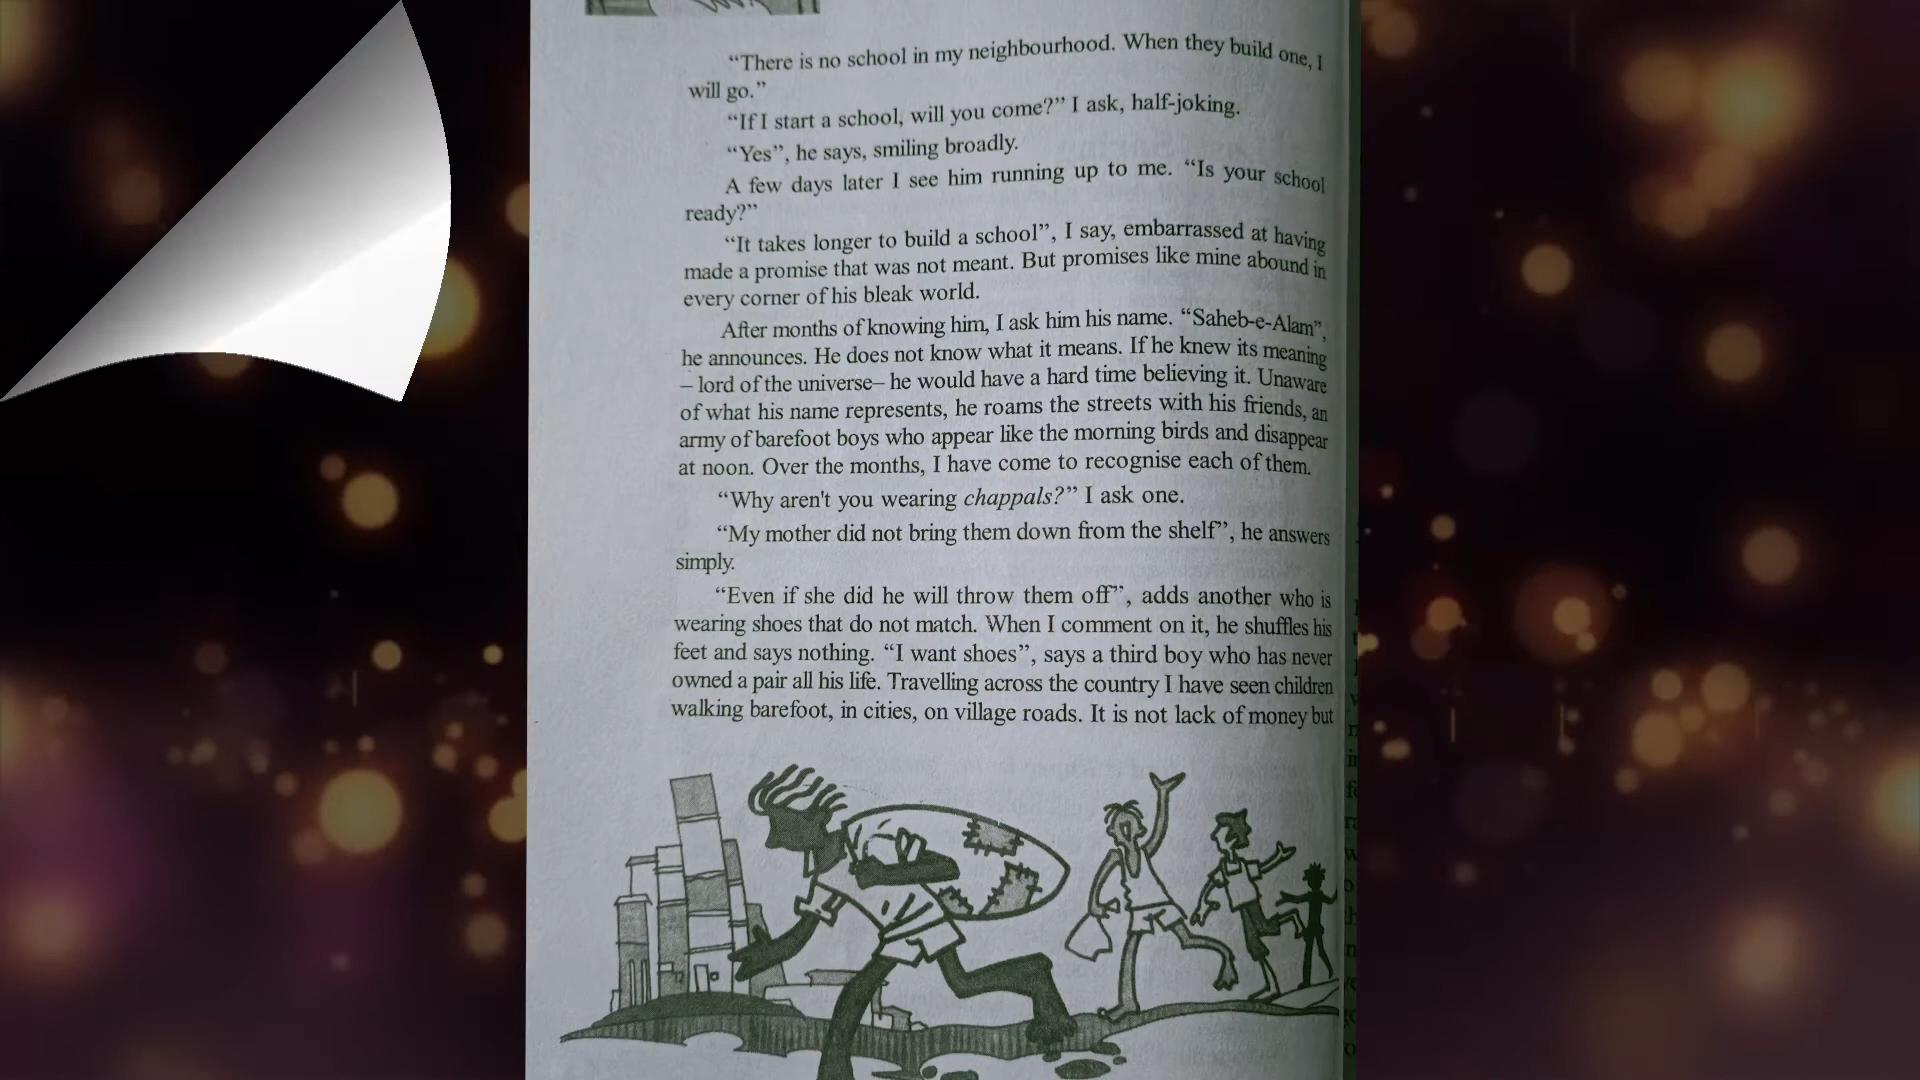 “There is no school in my neighbourhood. When they build one, I
will go.”
“If I start a school, will you come?” I ask, half-joking.
“Yes”, he says, smiling broadly.
A few days later I see him running up to me. “Is your school
ready?”
“It takes longer to build a school”, I say, embarrassed at having
made a promise that was not meant. But promises like mine abound in
every corner of his bleak world.
After months of knowing him, I ask him his name. “Saheb-e-Alam”,
he announces. He does not know what it means. If he knew its meaning
– lord of the universe– he would have a hard time believing it. Unaware
of what his name represents, he roams the streets with his friends, an
army of barefoot boys who appear like the morning birds and disappear
at noon. Over the months, I have come to recognise each of them.
“Why aren't you wearing chappals?” I ask one.
“My mother did not bring them down from the shelf”, he answers
simply.
“Even if she did he will throw them off”, adds another who is
wearing shoes that do not match. When I comment on it, he shuffles his
feet and says nothing. “I want shoes”, says a third boy who has never
owned a pair all his life. Travelling across the country I have seen children
walking barefoot, in cities, on village roads. It is not lack of money but